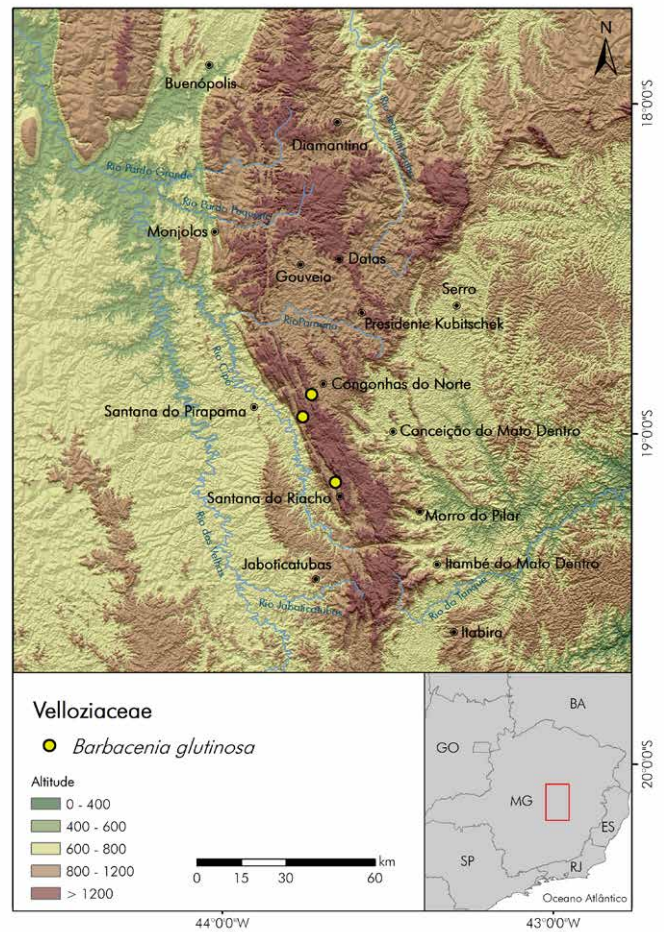 N
Buenópolis
Diamantina
Rio Jequitinhonha
Rio Pardo Grande
Rio Pardo Pequeno
Monjolos
Datas
Gouveia
Serro
Presidente Kubitschek
Congonhas do Norte
Rio Cipó
Santana do Pirapama
Conceição do Mato Dentro
Santana do Riacho
Morro do Pilar
Rio das Velhas
Jaboticatubas
Itambé do Mato Dentro
Rio Jaboticatubas
Rio do Tanque
Itabira
18°0'0"S
19°0'0"S
20°0'0"S
Velloziaceae
Barbacenia glutinosa
Altitude
0 - 400
400 - 600
600 - 800
800 - 1200
> 1200
km
0 15 30 60
BA
GO
MG
ES
SP
RJ
Oceano Atlântico
44°0'0"W
43°0'0"W